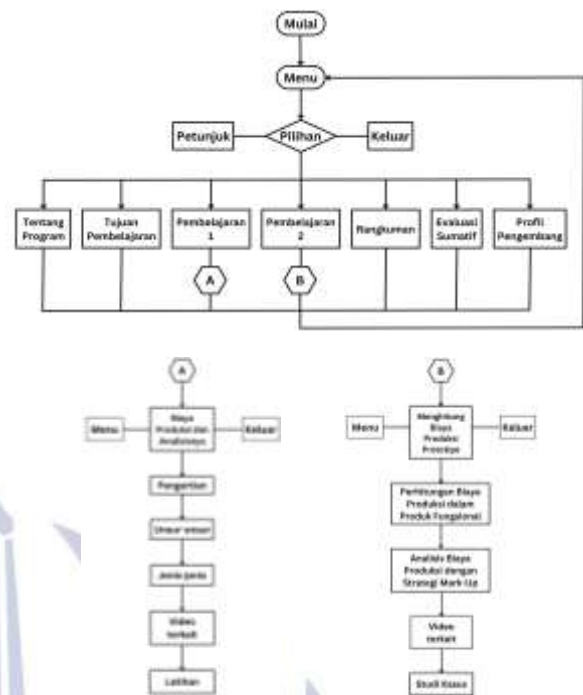 Mulai
Menu
Petunjuk
Pilihan
Keluar
Tentang
Program
Tujuan
Pembelajaran
Pembelajaran
1
Pembelajaran
2
Rangkuman
Evaluasi
Sumatif
Profil
Pengembang
A
B
A
Menu
Biaya
Produksi dan
Analisisnya
Keluar
Pengertian
Unsur-unsur
Jenis-jenis
Video
terkait
Latihan
B
Menu
Menghitung
Biaya
Produksi
Prototipe
Keluar
Perhitungan Biaya
Produksi dalam
Produk Fungsional
Analisis Biaya
Produksi dengan
Strategi Mark-Up
Video
terkait
Studi Kasus